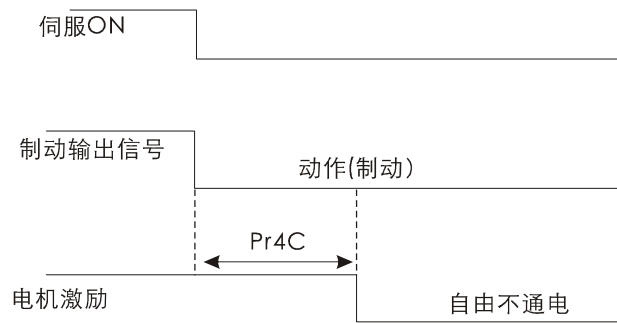 伺服ON
制动输出信号
动作(制动)
Pr4C
电机激励
自由不通电